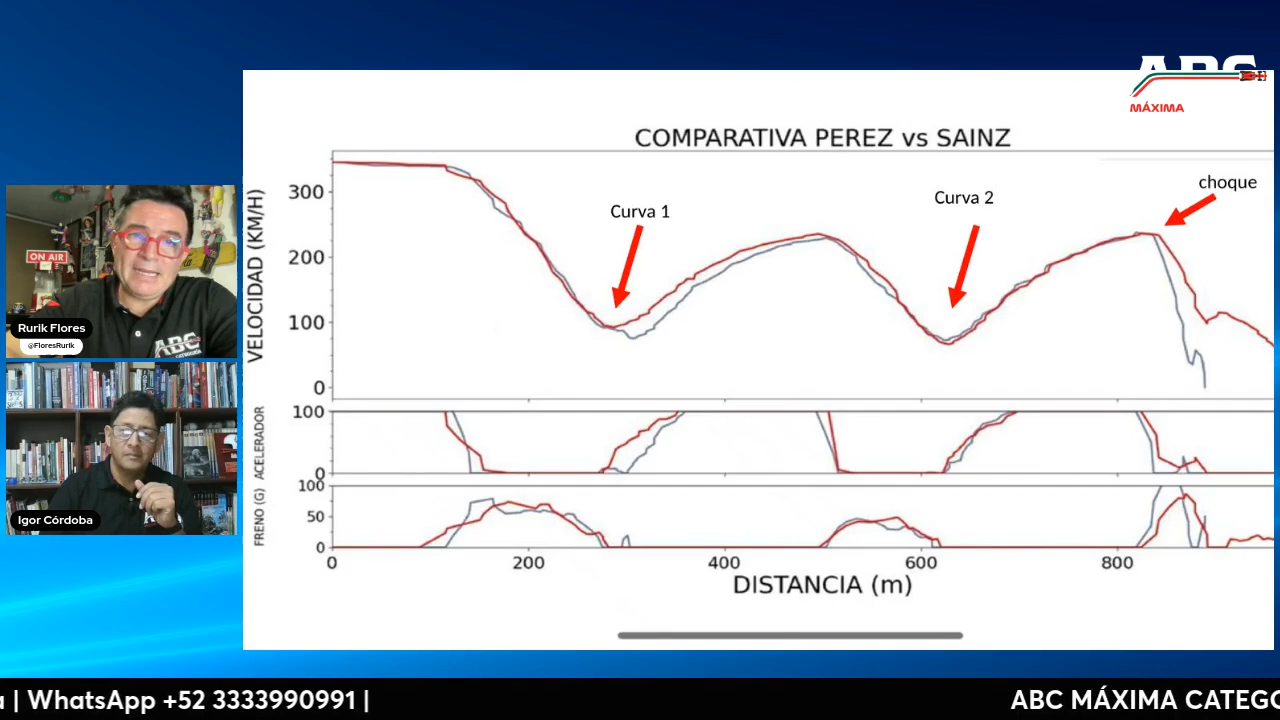 ABC
MÁXIMA
COMPARATIVA PEREZ vs SAINZ
VELOCIDAD (KM/H)
300
200
100
0
Curva 1
Curva 2
choque
ACELERADOR
100
0
FRENO (G)
100
50
0
0
200
400
600
800
DISTANCIA (m)
ON AIR
Rurik Flores
@FloresRurik
ABC
Igor Córdoba
a | WhatsApp +52 3333990991 |
ABC MÁXIMA CATEGO